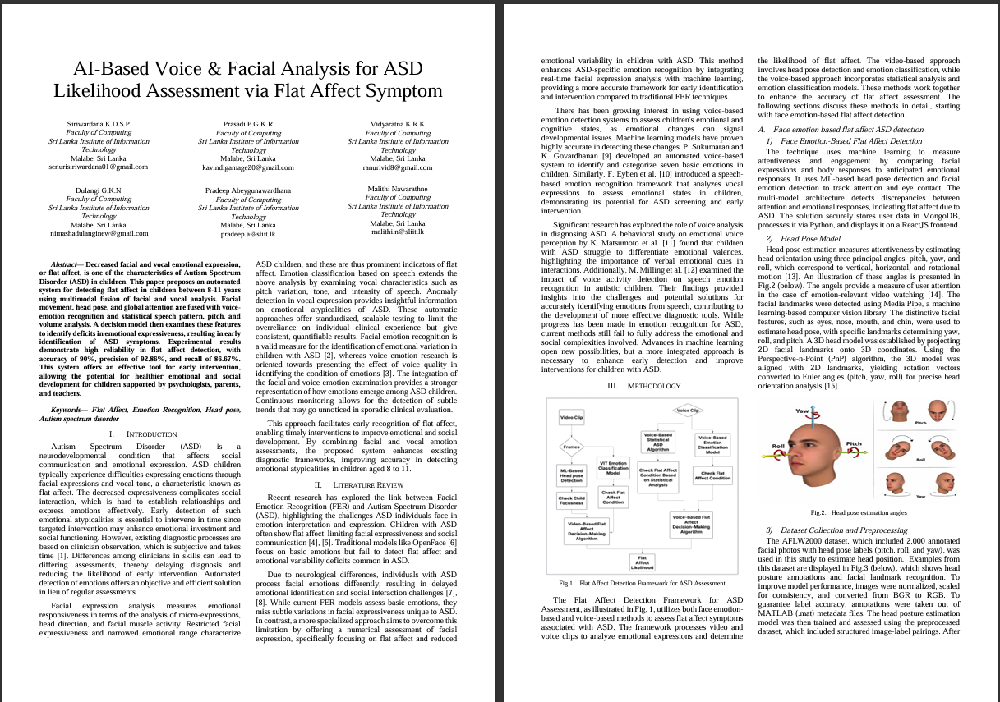 AI-Based Voice & Facial Analysis for ASD
Likelihood Assessment via Flat Affect Symptom
Siriwardana K.D.S.P
Faculty of Computing
Sri Lanka Institute of Information
Technology
Malabe, Sri Lanka
senurisiriwardana01@gmail.com
Prasadi P.G.K.R
Faculty of Computing
Sri Lanka Institute of Information
Technology
Malabe, Sri Lanka
kavindigamage20@gmail.com
Vidyaratna K.R.K
Faculty of Computing
Sri Lanka Institute of Information
Technology
Malabe, Sri Lanka
ranurivid8@gmail.com
Dulangi G.K.N
Faculty of Computing
Sri Lanka Institute of Information
Technology
Malabe, Sri Lanka
nimashadulanginew@gmail.com
Pradeep Abeygunawardhana
Faculty of Computing
Sri Lanka Institute of Information
Technology
Malabe, Sri Lanka
pradeep.a@sliit.lk
Malithi Nawarathne
Faculty of Computing
Sri Lanka Institute of Information
Technology
Malabe, Sri Lanka
malithi.n@sliit.lk
Abstract— Decreased facial and vocal emotional expression,
or flat affect, is one of the characteristics of Autism Spectrum
Disorder (ASD) in children. This paper proposes an automated
system for detecting flat affect in children between 8-11 years
using multimodal fusion of facial and vocal analysis. Facial
movement, head pose, and global attention are fused with voice-
emotion recognition and statistical speech pattern, pitch, and
volume analysis. A decision model then examines these features
to identify deficits in emotional expressiveness, resulting in early
identification of ASD symptoms. Experimental results
demonstrate high reliability in flat affect detection, with
accuracy of 90%, precision of 92.86%, and recall of 86.67%.
This system offers an effective tool for early intervention,
allowing the potential for healthier emotional and social
development for children supported by psychologists, parents,
and teachers.
Keywords— Flat Affect, Emotion Recognition, Head pose,
Autism spectrum disorder
I. INTRODUCTION
Autism Spectrum Disorder (ASD) is a
neurodevelopmental condition that affects social
communication and emotional expression. ASD children
typically experience difficulties expressing emotions through
facial expressions and vocal tone, a characteristic known as
flat affect. The decreased expressiveness complicates social
interaction, which is hard to establish relationships and
express emotions effectively. Early detection of such
emotional atypicalities is essential to intervene in time since
targeted intervention may enhance emotional investment and
social functioning. However, existing diagnostic processes are
based on clinician observation, which is subjective and takes
time [1]. Differences among clinicians in skills can lead to
differing assessments, thereby delaying diagnosis and
reducing the likelihood of early intervention. Automated
detection of emotions offers an objective and efficient solution
in lieu of regular assessments.
Facial expression analysis measures emotional
responsiveness in terms of the analysis of micro-expressions,
head direction, and facial muscle activity. Restricted facial
expressiveness and narrowed emotional range characterize
ASD children, and these are thus prominent indicators of flat
affect. Emotion classification based on speech extends the
above analysis by examining vocal characteristics such as
pitch variation, tone, and intensity of speech. Anomaly
detection in vocal expression provides insightful information
on emotional atypicalities of ASD. These automatic
approaches offer standardized, scalable testing to limit the
overreliance on individual clinical experience but give
consistent, quantifiable results. Facial emotion recognition is
a valid measure for the identification of emotional variation in
children with ASD [2], whereas voice emotion research is
oriented towards presenting the effect of voice quality in
identifying the condition of emotions [3]. The integration of
the facial and voice-emotion examination provides a stronger
representation of how emotions emerge among ASD children.
Continuous monitoring allows for the detection of subtle
trends that may go unnoticed in sporadic clinical evaluation.
This approach facilitates early recognition of flat affect,
enabling timely interventions to improve emotional and social
development. By combining facial and vocal emotion
assessments, the proposed system enhances existing
diagnostic frameworks, improving accuracy in detecting
emotional atypicalities in children aged 8 to 11.
II. LITERATURE REVIEW
Recent research has explored the link between Facial
Emotion Recognition (FER) and Autism Spectrum Disorder
(ASD), highlighting the challenges ASD individuals face in
emotion interpretation and expression. Children with ASD
often show flat affect, limiting facial expressiveness and social
communication [4], [5]. Traditional models like OpenFace [6]
focus on basic emotions but fail to detect flat affect and
emotional variability deficits common in ASD.
Due to neurological differences, individuals with ASD
process facial emotions differently, resulting in delayed
emotional identification and social interaction challenges [7],
[8]. While current FER models assess basic emotions, they
miss subtle variations in facial expressiveness unique to ASD.
In contrast, a more specialized approach aims to overcome this
limitation by offering a numerical assessment of facial
expression, specifically focusing on flat affect and reduced
emotional variability in children with ASD. This method
enhances ASD-specific emotion recognition by integrating
real-time facial expression analysis with machine learning,
providing a more accurate framework for early identification
and intervention compared to traditional FER techniques.
There has been growing interest in using voice-based
emotion detection systems to assess children's emotional and
cognitive states, as emotional changes can signal
developmental issues. Machine learning models have proven
highly accurate in detecting these changes. P. Sukumaran and
K. Govardhanan [9] developed an automated voice-based
system to identify and categorize seven basic emotions in
children. Similarly, F. Eyben et al. [10] introduced a speech-
based emotion recognition framework that analyzes vocal
expressions to assess emotional states in children,
demonstrating its potential for ASD screening and early
intervention.
Significant research has explored the role of voice analysis
in diagnosing ASD. A behavioral study on emotional voice
perception by K. Matsumoto et al. [11] found that children
with ASD struggle to differentiate emotional valences,
highlighting the importance of verbal emotional cues in
interactions. Additionally, M. Milling et al. [12] examined the
impact of voice activity detection on speech emotion
recognition in autistic children. Their findings provided
insights into the challenges and potential solutions for
accurately identifying emotions from speech, contributing to
the development of more effective diagnostic tools. While
progress has been made in emotion recognition for ASD,
current methods still fail to fully address the emotional and
social complexities involved. Advances in machine learning
open new possibilities, but a more integrated approach is
necessary to enhance early detection and improve
interventions for children with ASD.
III. METHODOLOGY
Video Clip
Voice Clip
Frames
Voice-Based
Statistical
ASD
Algorithm
Voice-Based
Emotion
Classification
Model
ML-Based
Head pose
Detection
VIT Emotion
Classification
Model
Check Flat Affect
Condition Based
on Statistical
Analysis
Check Flat
Affect Condition
Check Child
Focusness
Check Flat
Affect
Condition
Video-Based Flat
Affect
Decision-Making
Algorithm
Voice-Based Flat
Affect
Decision-Making
Algorithm
Flat
Affect
Likelihood
Fig.1. Flat Affect Detection Framework for ASD Assessment
The Flat Affect Detection Framework for ASD
Assessment, as illustrated in Fig. 1, utilizes both face emotion-
based and voice-based methods to assess flat affect symptoms
associated with ASD. The framework processes video and
voice clips to analyze emotional expressions and determine
the likelihood of flat affect. The video-based approach
involves head pose detection and emotion classification, while
the voice-based approach incorporates statistical analysis and
emotion classification models. These methods work together
to enhance the accuracy of flat affect assessment. The
following sections discuss these methods in detail, starting
with face emotion-based flat affect detection.
A. Face emotion based flat affect ASD detection
1) Face Emotion-Based Flat Affect Detection
The technique uses machine learning to measure
attentiveness and engagement by comparing facial
expressions and body responses to anticipated emotional
responses. It uses ML-based head pose detection and facial
emotion detection to track attention and eye contact. The
multi-model architecture detects discrepancies between
attention and emotional responses, indicating flat affect due to
ASD. The solution securely stores user data in MongoDB,
processes it via Python, and displays it on a ReactJS frontend.
2) Head Pose Model
Head pose estimation measures attentiveness by estimating
head orientation using three principal angles, pitch, yaw, and
roll, which correspond to vertical, horizontal, and rotational
motion [13]. An illustration of these angles is presented in
Fig.2 (below). The angels provide a measure of user attention
in the case of emotion-relevant video watching [14]. The
facial landmarks were detected using Media Pipe, a machine
learning-based computer vision library. The distinctive facial
features, such as eyes, nose, mouth, and chin, were used to
estimate head pose, with specific landmarks determining yaw,
roll, and pitch. A 3D head model was established by projecting
2D facial landmarks onto 3D coordinates. Using the
Perspective-n-Point (PnP) algorithm, the 3D model was
aligned with 2D landmarks, yielding rotation vectors
converted to Euler angles (pitch, yaw, roll) for precise head
orientation analysis [15].
Yaw
Roll
Pitch
Pitch
Roll
Yaw
Fig.2. Head pose estimation angles
3) Dataset Collection and Preprocessing
The AFLW2000 dataset, which included 2,000 annotated
facial photos with head pose labels (pitch, roll, and yaw), was
used in this study to estimate head position. Examples from
this dataset are displayed in Fig.3 (below), which shows head
posture annotations and facial landmark recognition. To
improve model performance, images were normalized, scaled
for consistency, and converted from BGR to RGB. To
guarantee label accuracy, annotations were taken out of
MATLAB (.mat) metadata files. The head posture estimation
model was then trained and assessed using the preprocessed
dataset, which included structured image-label pairings. After